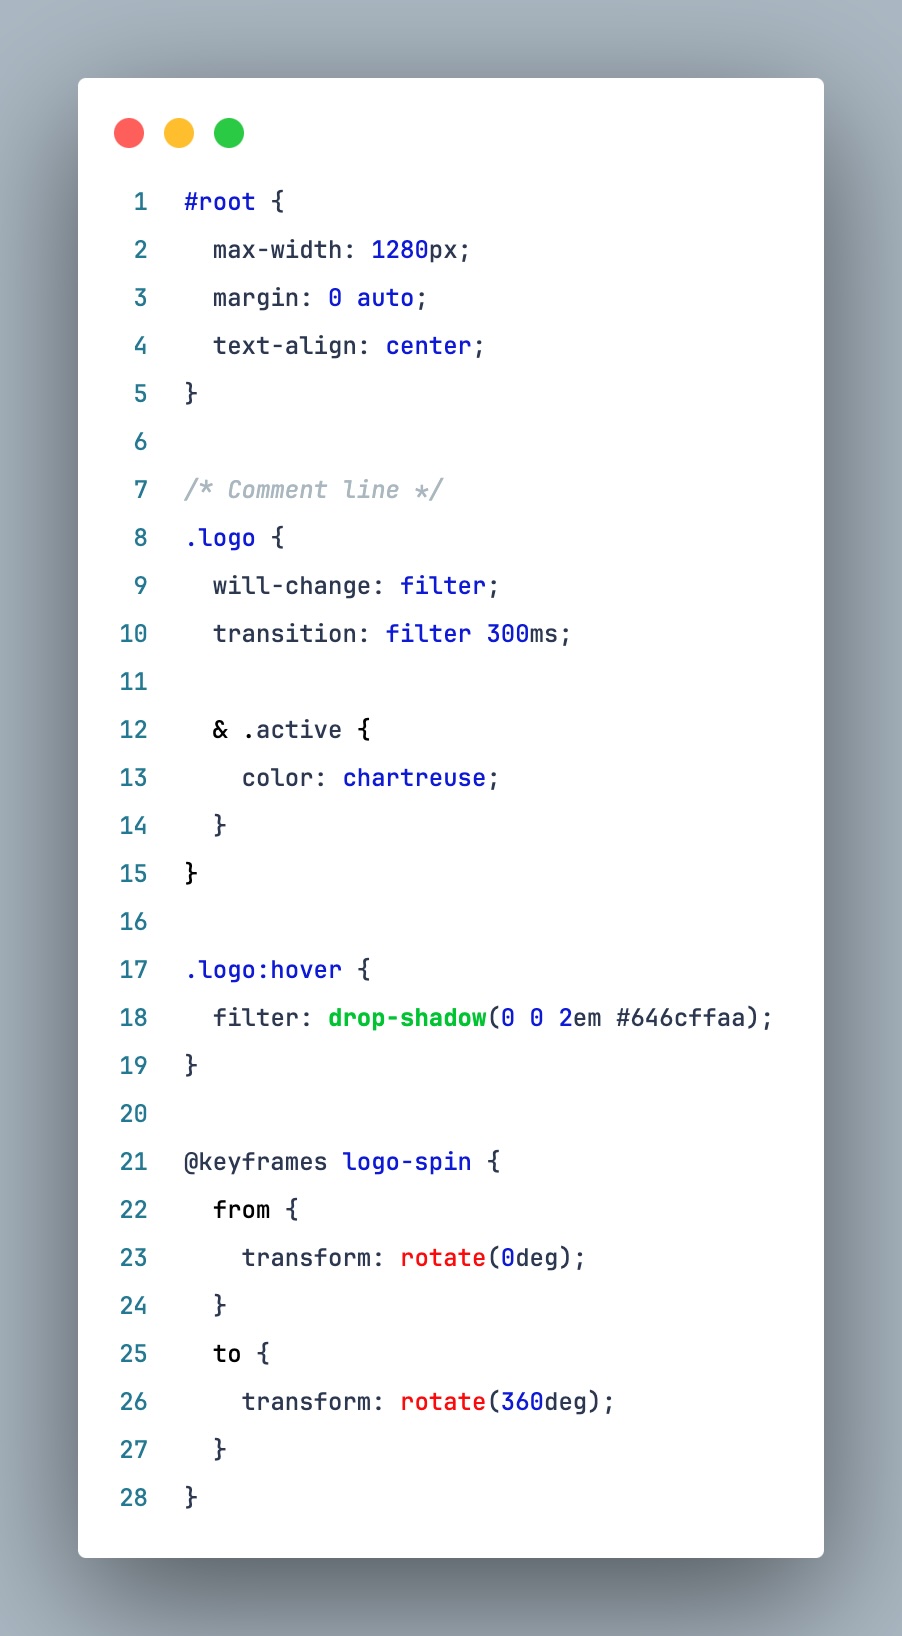 1 #root {
2   max-width: 1280px;
3   margin: 0 auto;
4   text-align: center;
5 }
6
7 /* Comment line */
8 .logo {
9   will-change: filter;
10   transition: filter 300ms;
11
12   & .active {
13     color: chartreuse;
14   }
15 }
16
17 .logo:hover {
18   filter: drop-shadow(0 0 2em #646cffaa);
19 }
20
21 @keyframes logo-spin {
22   from {
23     transform: rotate(0deg);
24   }
25   to {
26     transform: rotate(360deg);
27   }
28 }